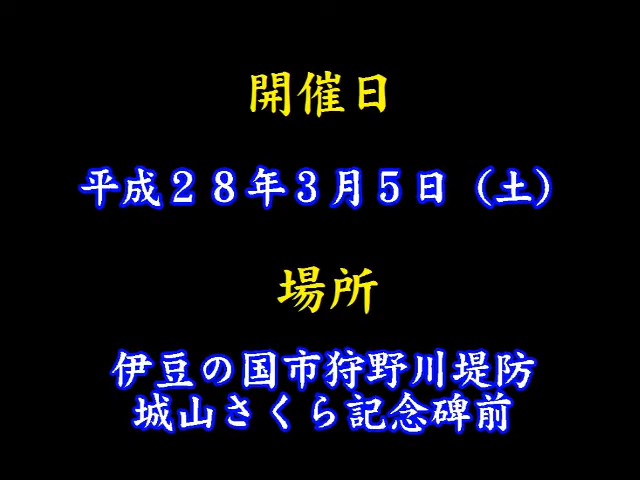 開催日
平成２８年３月５日（土）
場所
伊豆の国市狩野川堤防
城山さくら記念碑前